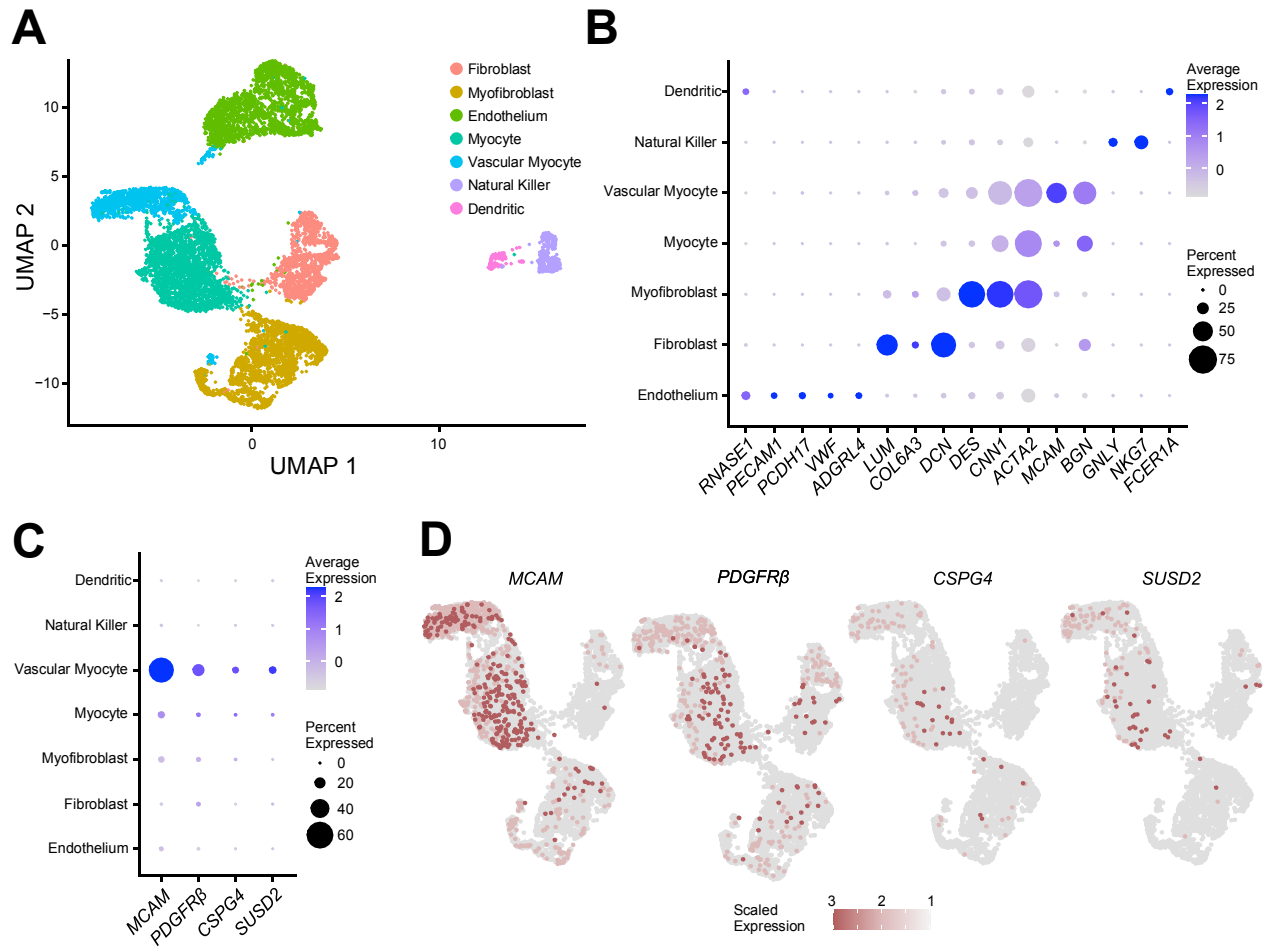 A
UMAP 2
10
5
0
−5
−10
0
10
UMAP 1
Fibroblast
Myofibroblast
Endothelium
Myocyte
Vascular Myocyte
Natural Killer
Dendritic
B
Dendritic
Natural Killer
Vascular Myocyte
Myocyte
Myofibroblast
Fibroblast
Endothelium
RNASE1
PECAM1
PCDH17
VWF
ADGRL4
LUM
COL6A3
DCN
DES
CNN1
ACTA2
MCAM
BGN
GNLY
NKG7
FCER1A
Average
Expression
2
1
0
Percent
Expressed
0
25
50
75
C
Dendritic
Natural Killer
Vascular Myocyte
Myocyte
Myofibroblast
Fibroblast
Endothelium
MCAM
PDGFRβ
CSPG4
SUSD2
Average
Expression
2
1
0
Percent
Expressed
0
20
40
60
D
MCAM
PDGFRβ
CSPG4
SUSD2
Scaled
Expression
3 2 1